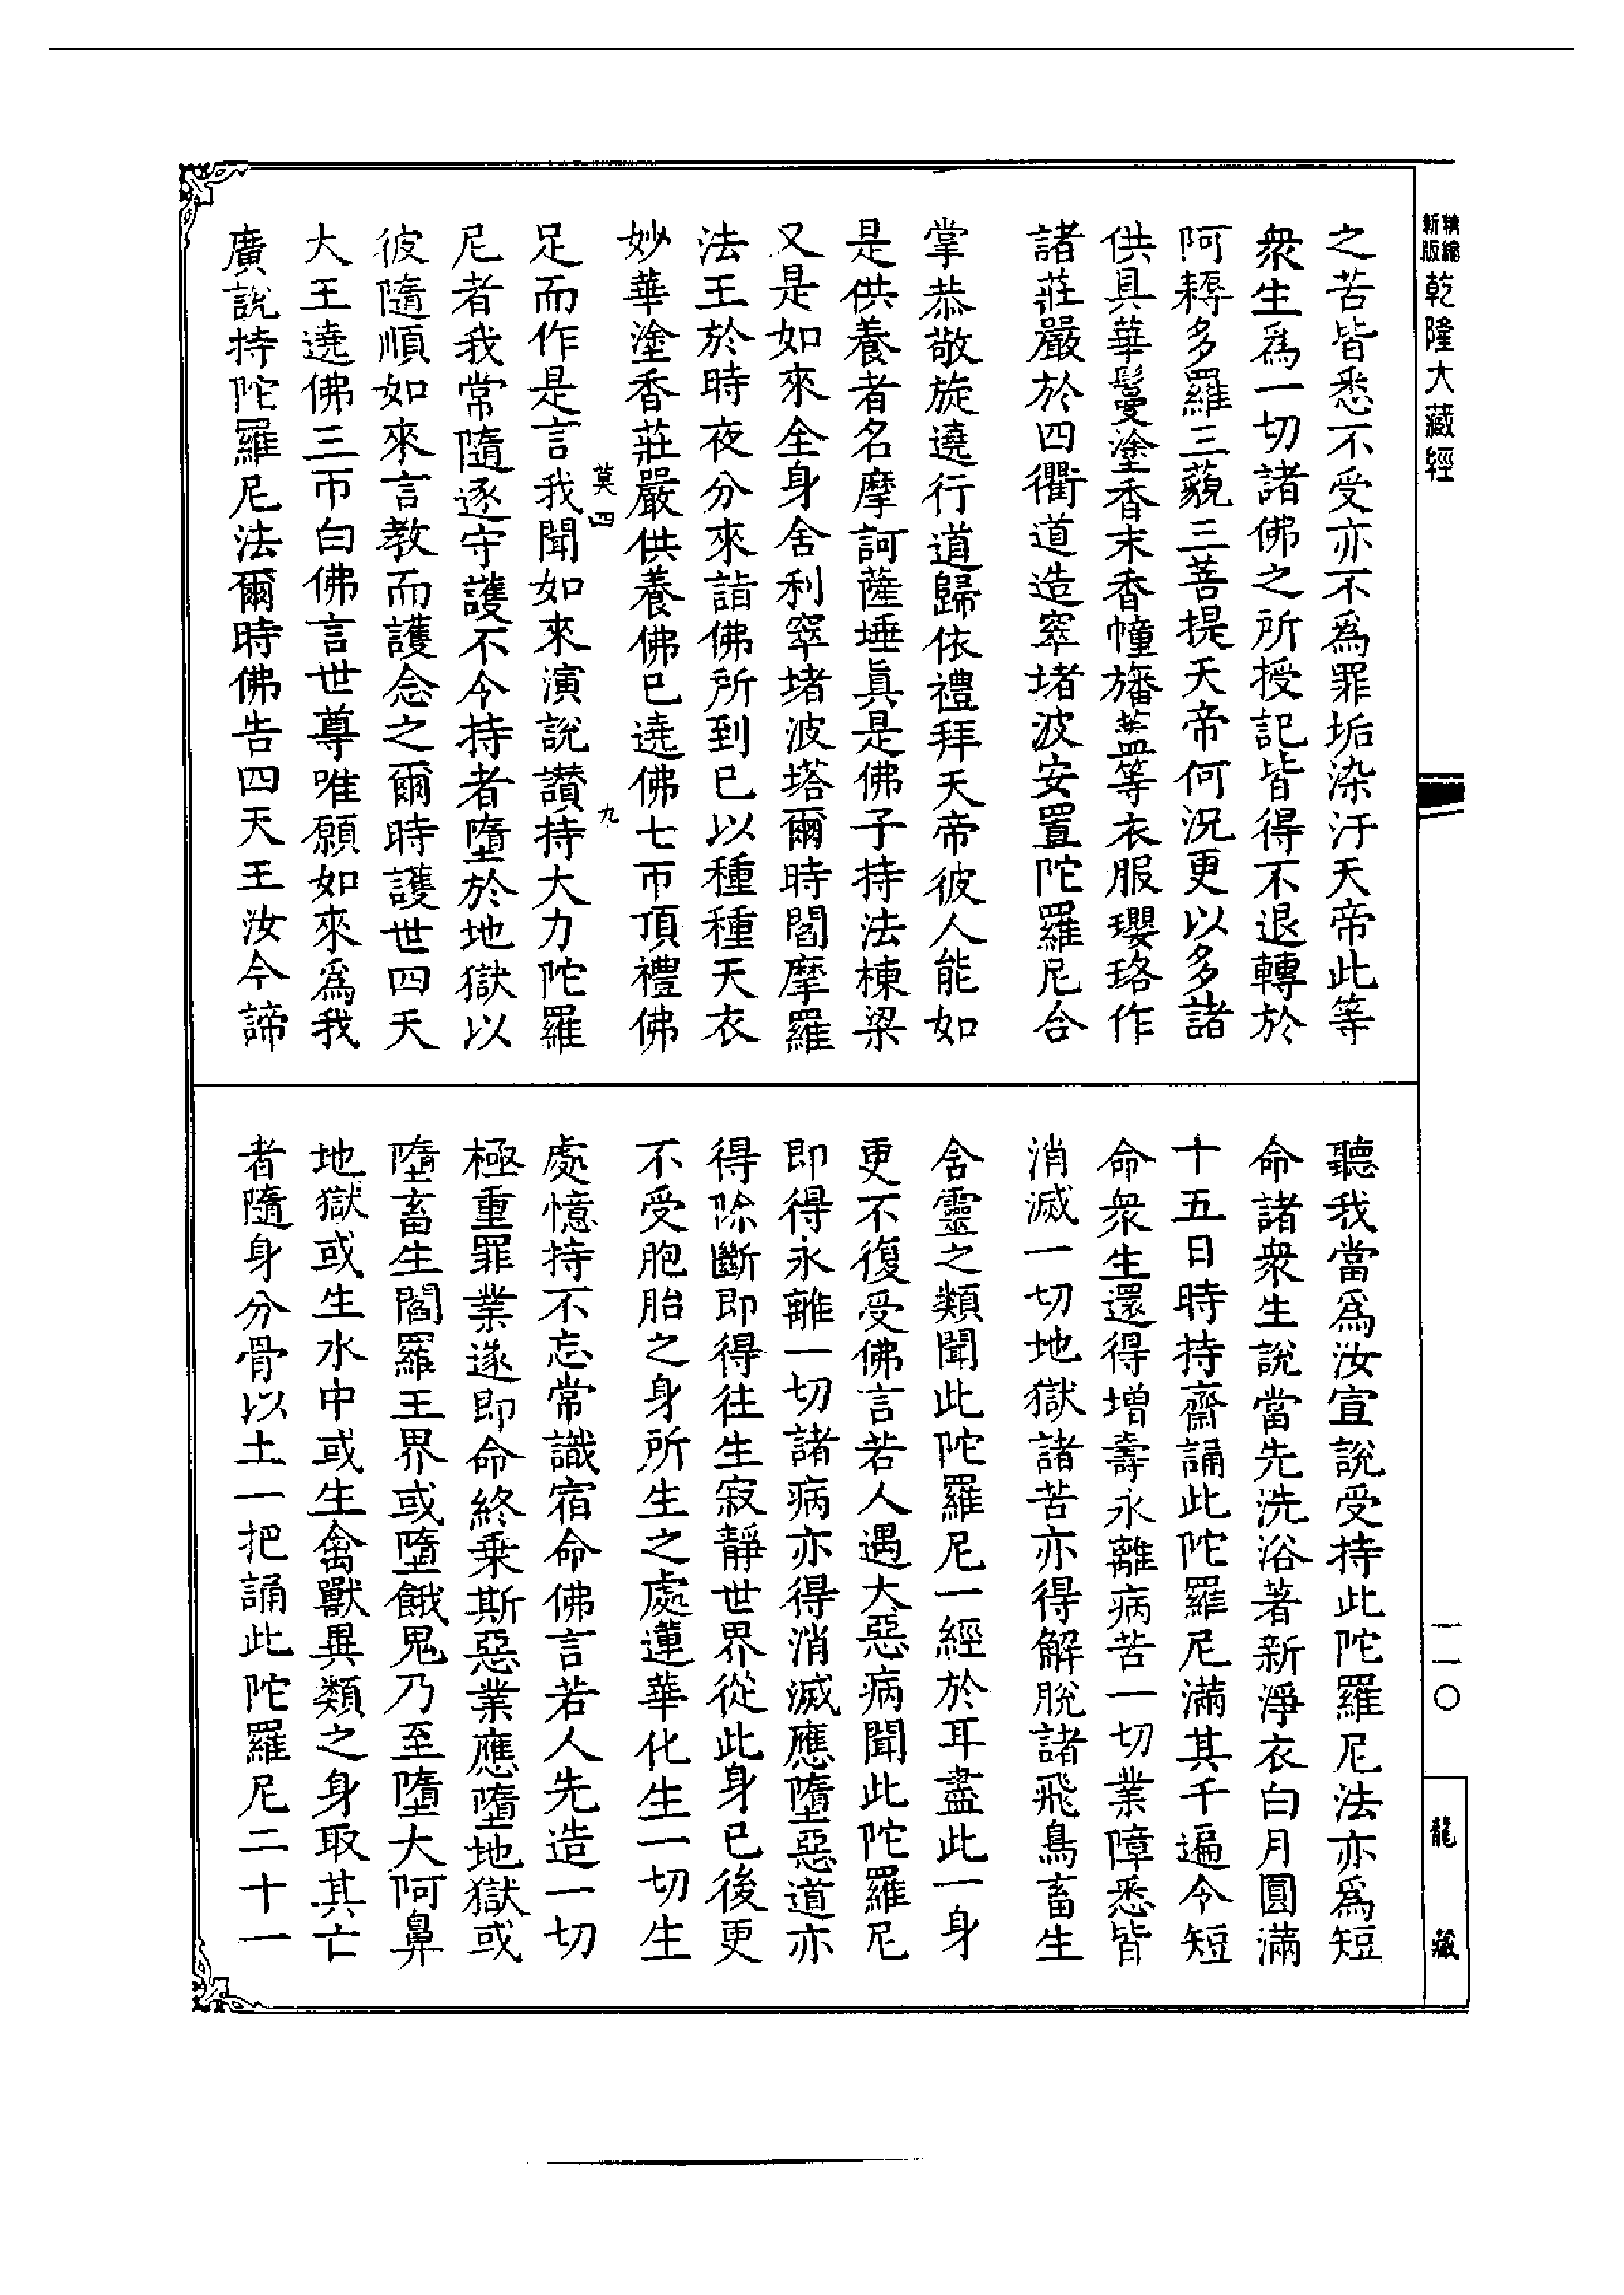 精縮新版乾隆大藏經
之苦皆悉不受亦不爲罪垢染汙天帝此等
衆生爲一切諸佛之所授記皆得不退轉於
阿耨多羅三藐三菩提天帝何況更以多諸
供具華鬘塗香末香幢旛蓋等衣服瓔珞作
諸莊嚴於四衢道造窣堵波安置陀羅尼合
掌恭敬旋遶行道歸依禮拜天帝彼人能如
是供養者名摩訶薩埵眞是佛子持法棟梁
又是如來全身舍利窣堵波塔爾時閻摩羅
法王於時夜分來詣佛所到已以種種天衣
妙華塗香莊嚴供養佛已遶佛七帀頂禮佛
莫四 九
足而作是言我聞如來演說讚持大力陀羅
尼者我常隨逐守護不令持者墮於地獄以
彼隨順如來言教而護念之爾時護世四天
大王遶佛三帀白佛言世尊唯願如來爲我
廣說持陀羅尼法爾時佛告四天王汝今諦
聽我當爲汝宣說受持此陀羅尼法亦爲短
命諸衆生說當先洗浴著新淨衣白月圓滿
十五日時持齋誦此陀羅尼滿其千遍令短
命衆生還得增壽永離病苦一切業障悉皆
消滅一切地獄諸苦亦得解脫諸飛鳥畜生
含靈之類聞此陀羅尼一經於耳盡此一身
更不復受佛言若人遇大惡病聞此陀羅尼
即得永離一切諸病亦得消滅應墮惡道亦
得除斷即得往生寂靜世界從此身已後更
不受胞胎之身所生之處蓮華化生一切生
處憶持不忘常識宿命佛言若人先造一切
極重罪業遂即命終乗斯惡業應墮地獄或
墮畜生閻羅王界或墮餓鬼乃至墮大阿鼻
地獄或生水中或生禽獸異類之身取其亡
者隨身分骨以土一把誦此陀羅尼二十一
一一〇
龍藏